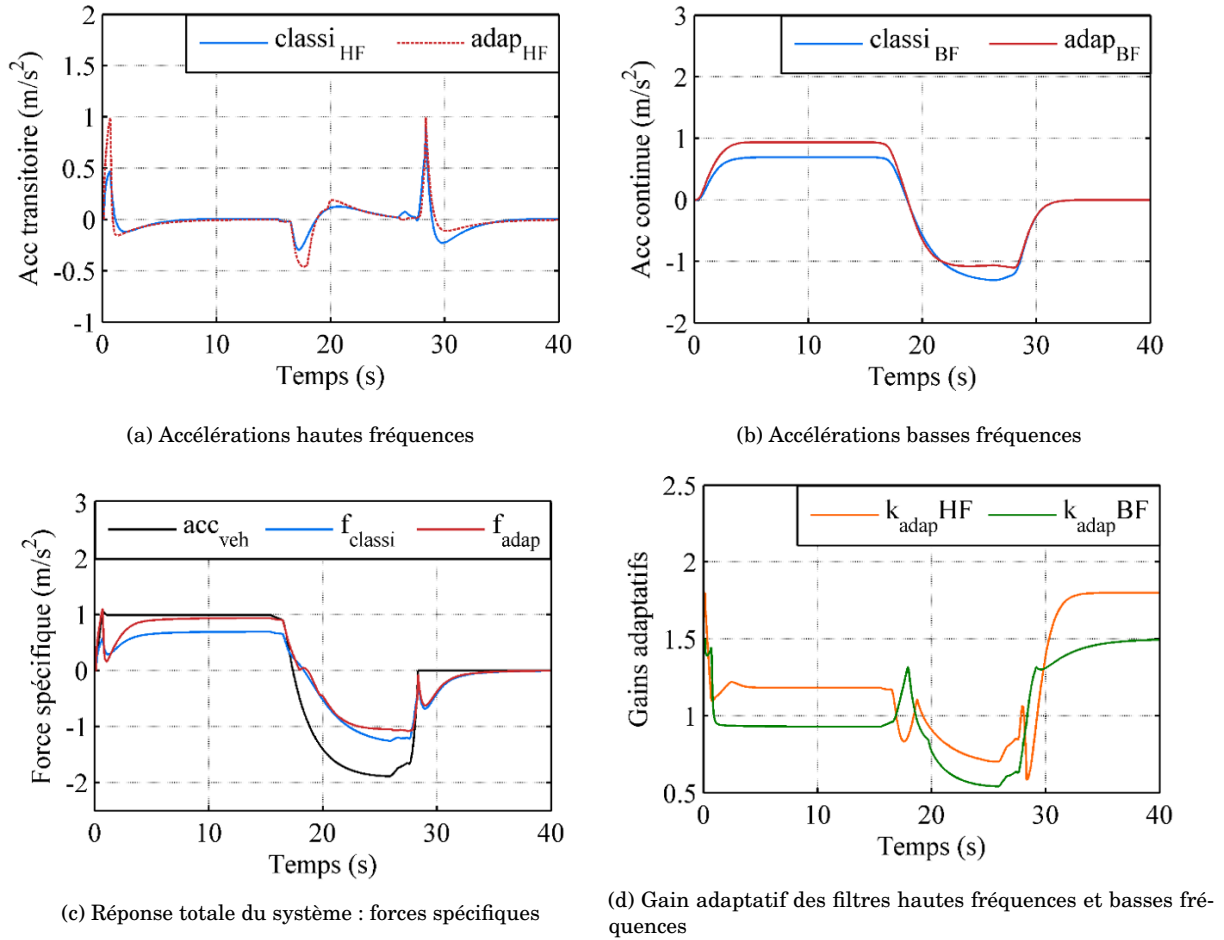 2
1.5
1
0.5
0
-0.5
-1
Acc transitoire (m/s²)
classi_HF adap_HF
0 10 20 30 40
Temps (s)
(a) Accélérations hautes fréquences
3
2
1
0
-1
-2
Acc continue (m/s²)
classi_BF adap_BF
0 10 20 30 40
Temps (s)
(b) Accélérations basses fréquences
3
2
1
0
-1
-2
Force spécifique (m/s²)
acc_veh f_classi f_adap
0 10 20 30 40
Temps (s)
(c) Réponse totale du système : forces spécifiques
2.5
2
1.5
1
0.5
Gains adaptatifs
k_adap HF k_adap BF
0 10 20 30 40
Temps (s)
(d) Gain adaptatif des filtres hautes fréquences et basses fré-
quences